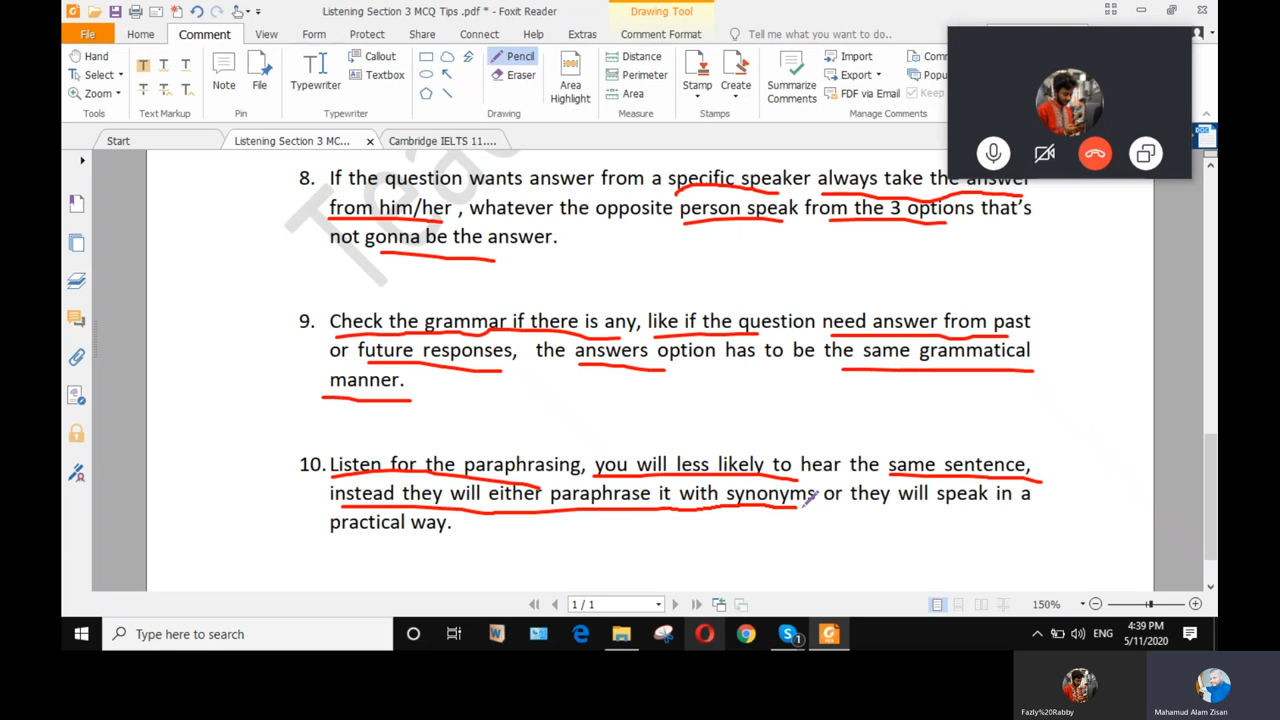 Listening Section 3 MCQ Tips .pdf * - Foxit Reader
Drawing Tool
File Home Comment View Form Protect Share Connect Help Extras Comment Format Tell me what you want to do..
Hand
Select
Zoom
Tools
Text Markup
Note
File
Pin
Typewriter
Callout
Textbox
Typewriter
Pencil
Eraser
Area
Highlight
Drawing
Distance
Perimeter
Area
Measure
Stamp
Create
Stamps
Summarize
Comments
Import
Export
FDF via Email
Manage Comments
Start
Listening Section 3 MC...
Cambridge IELTS 11....
8. If the question wants answer from a specific speaker always take the answer
from him/her , whatever the opposite person speak from the 3 options that's
not gonna be the answer.
9. Check the grammar if there is any, like if the question need answer from past
or future responses, the answers option has to be the same grammatical
manner.
10. Listen for the paraphrasing, you will less likely to hear the same sentence,
instead they will either paraphrase it with synonyms or they will speak in a
practical way.
1 / 1
150%
Type here to search
ENG
4:39 PM
5/11/2020
Fazly%20Rabby
Mahamud Alam Zisan